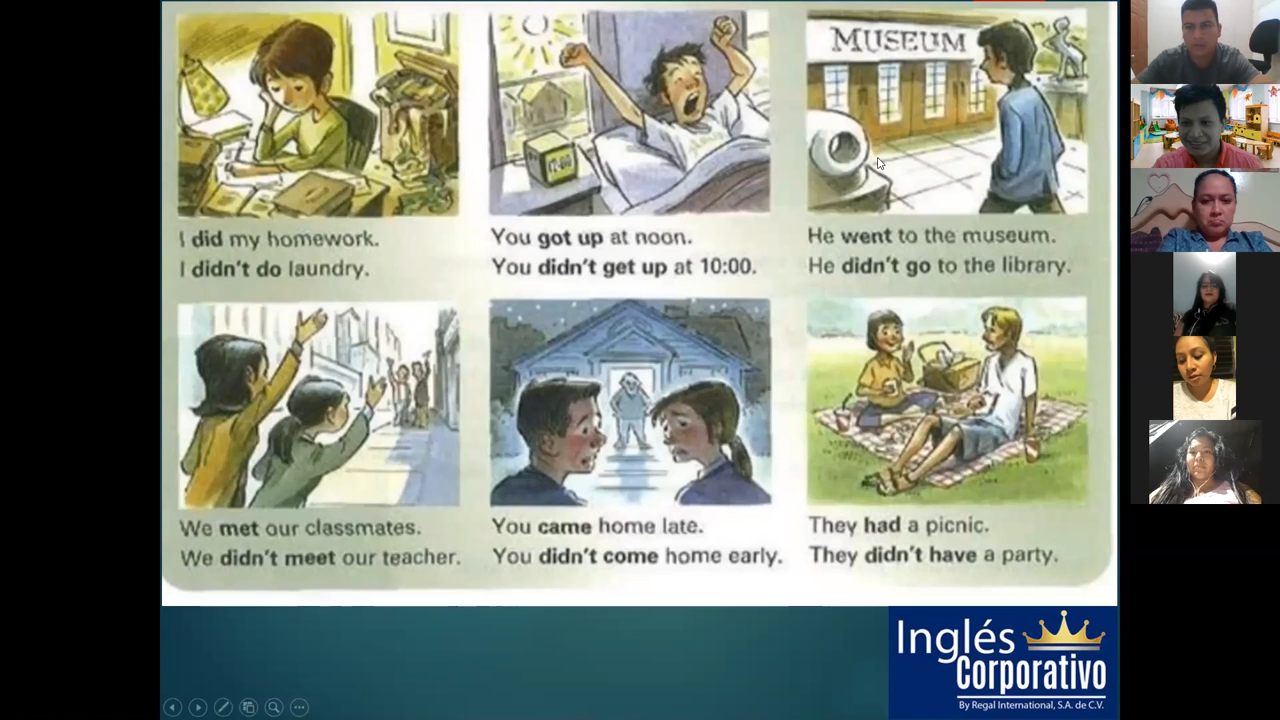 MUSEUM
I did my homework.
I didn't do laundry.
You got up at noon.
You didn't get up at 10:00.
He went to the museum.
He didn't go to the library.
We met our classmates.
We didn't meet our teacher.
You came home late.
You didn't come home early.
They had a picnic.
They didn't have a party.
Inglés
Corporativo
By Regal International, S.A. de C.V.